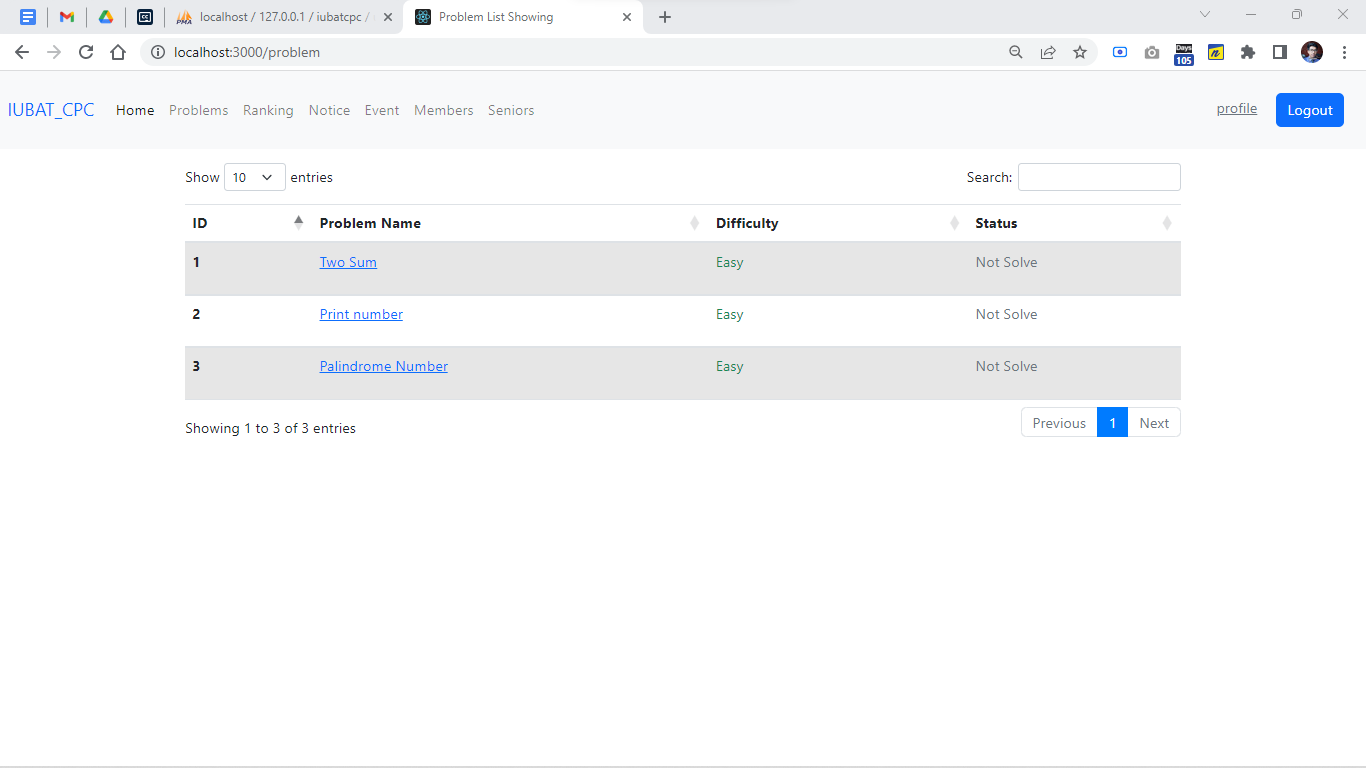 localhost / 127.0.0.1 / iubatcpc /
Problem List Showing
localhost:3000/problem
Days
105
IUBAT_CPC Home Problems Ranking Notice Event Members Seniors profile Logout
Show 10 entries Search:
ID Problem Name Difficulty Status
1 Two Sum Easy Not Solve
2 Print number Easy Not Solve
3 Palindrome Number Easy Not Solve
Showing 1 to 3 of 3 entries Previous 1 Next